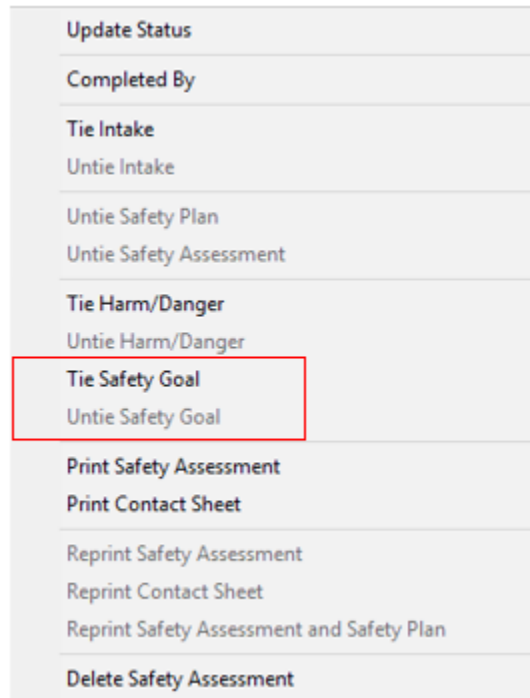 Update Status
Completed By
Tie Intake
Untie Intake
Untie Safety Plan
Untie Safety Assessment
Tie Harm/Danger
Untie Harm/Danger
Tie Safety Goal
Untie Safety Goal
Print Safety Assessment
Print Contact Sheet
Reprint Safety Assessment
Reprint Contact Sheet
Reprint Safety Assessment and Safety Plan
Delete Safety Assessment